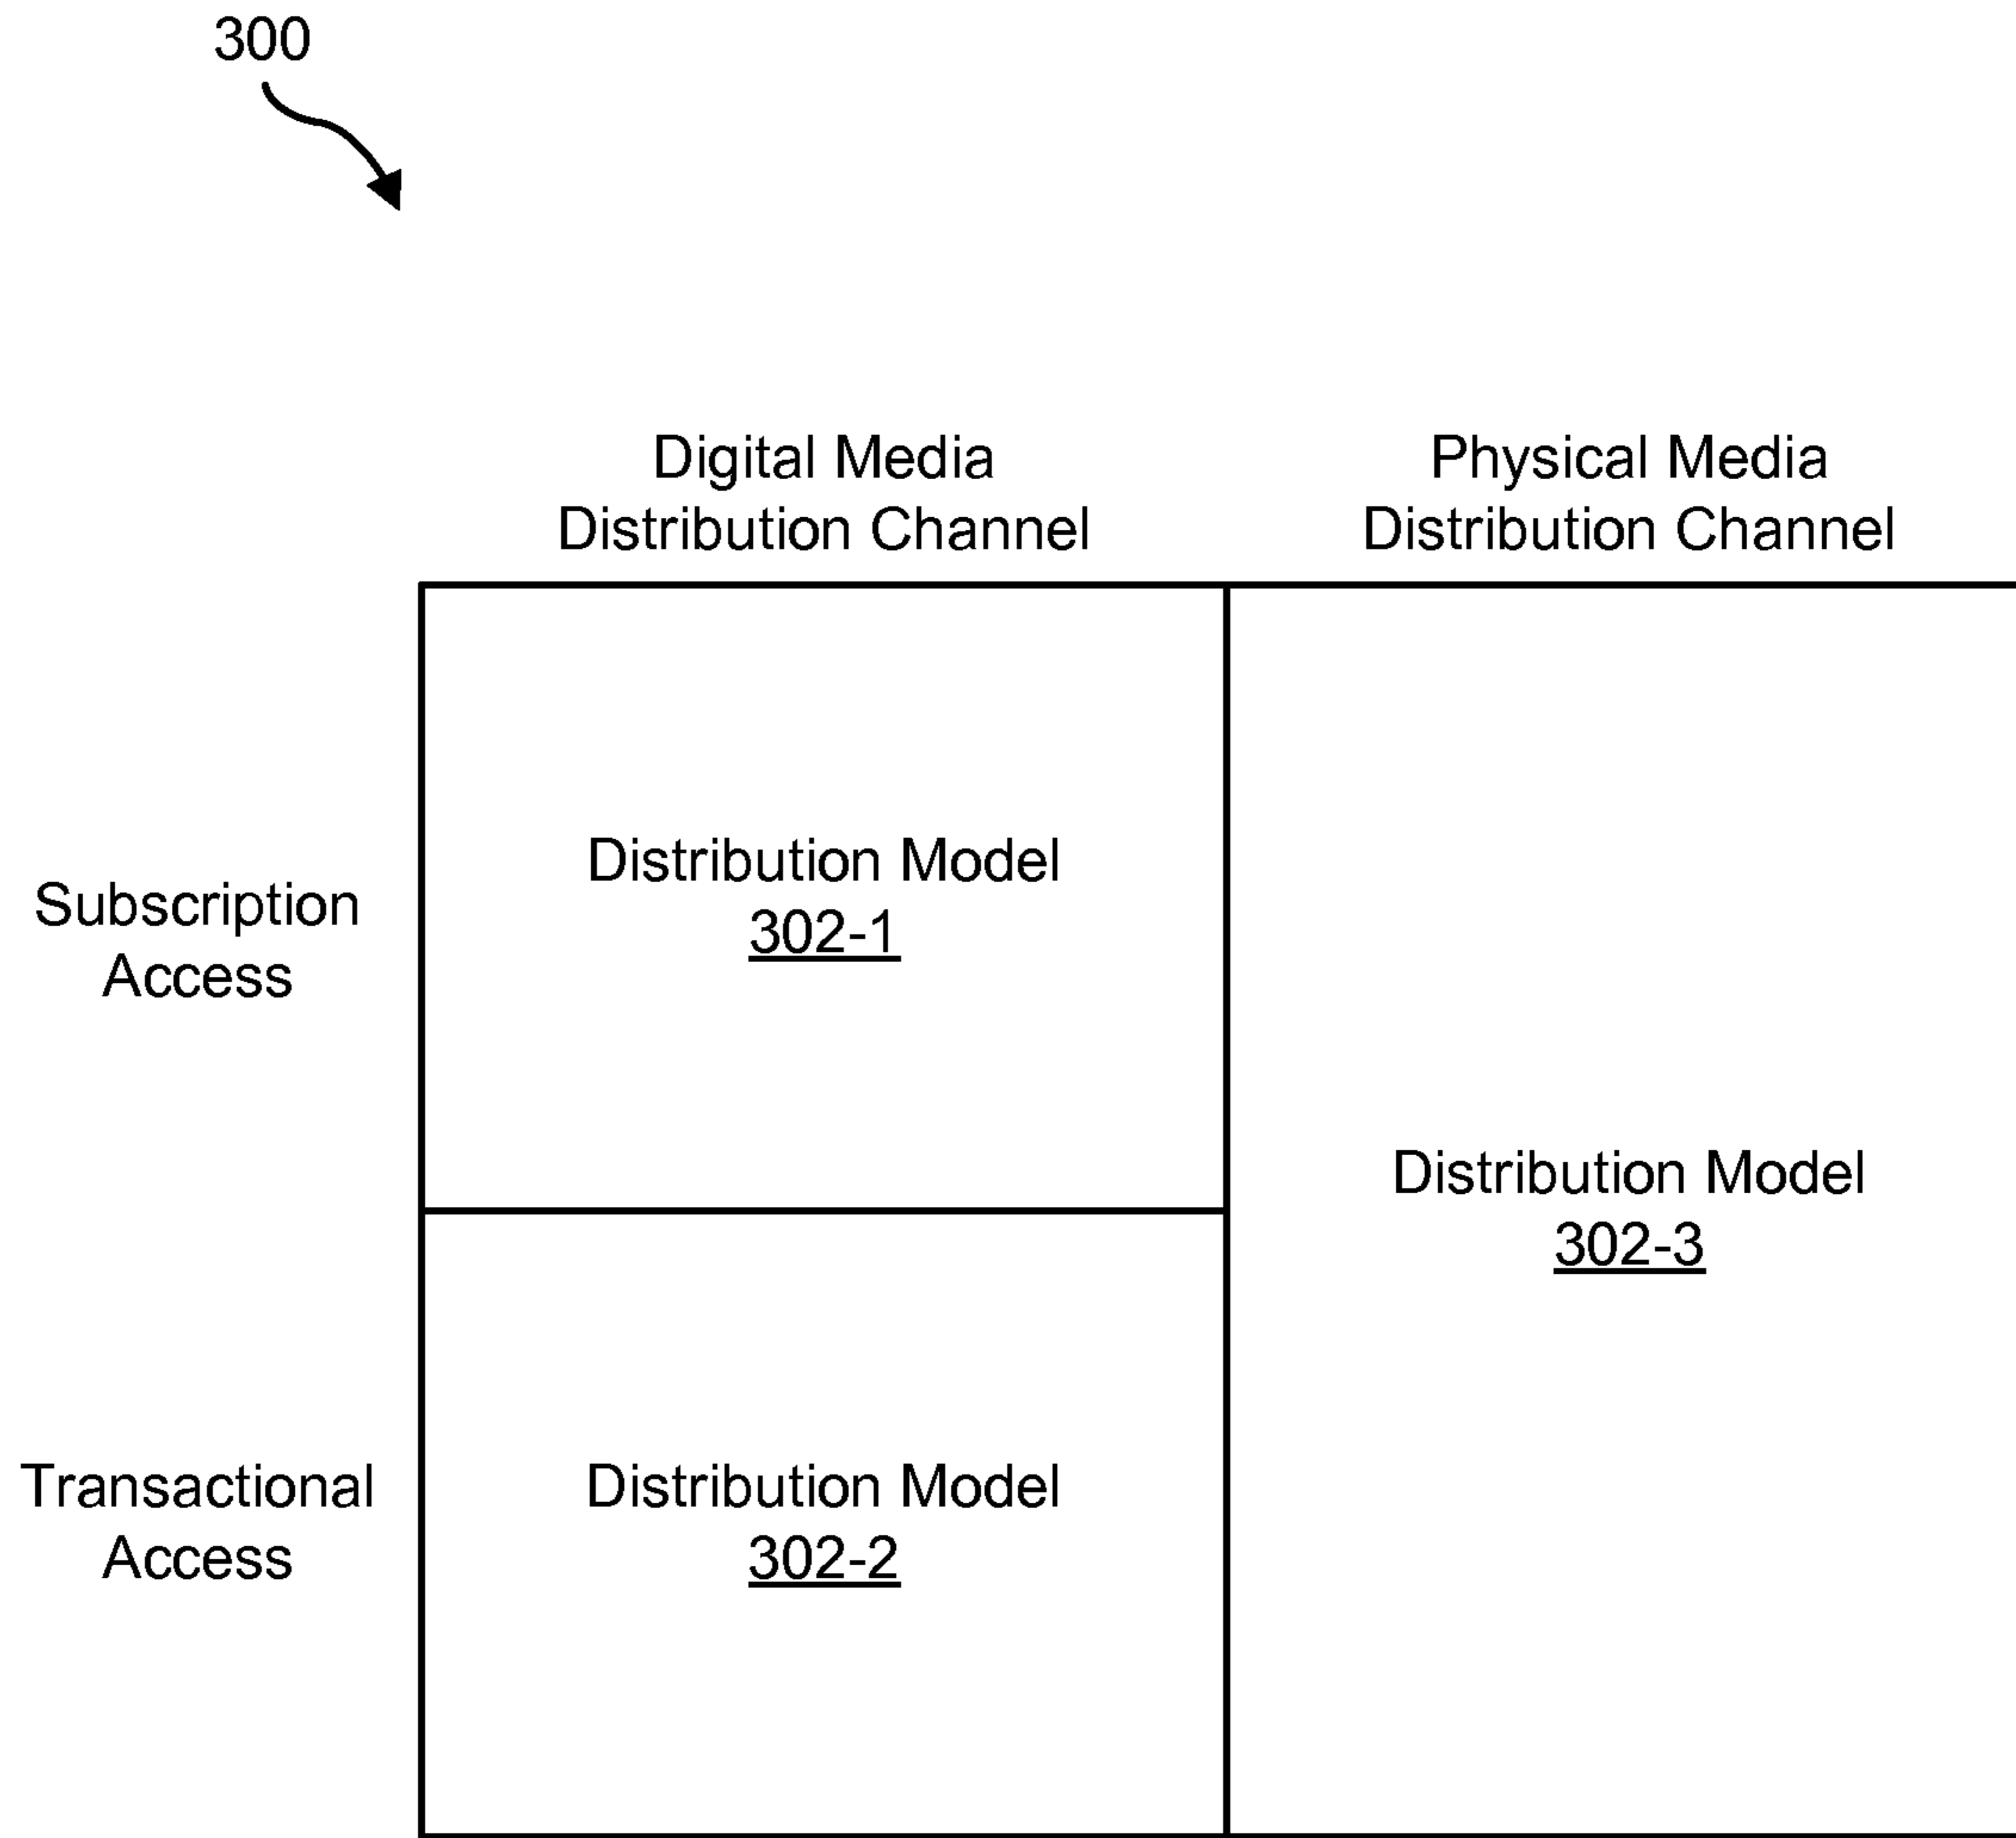 300
Digital Media
Distribution Channel
Physical Media
Distribution Channel
Subscription
Access
Distribution Model
302-1
Distribution Model
302-3
Transactional
Access
Distribution Model
302-2